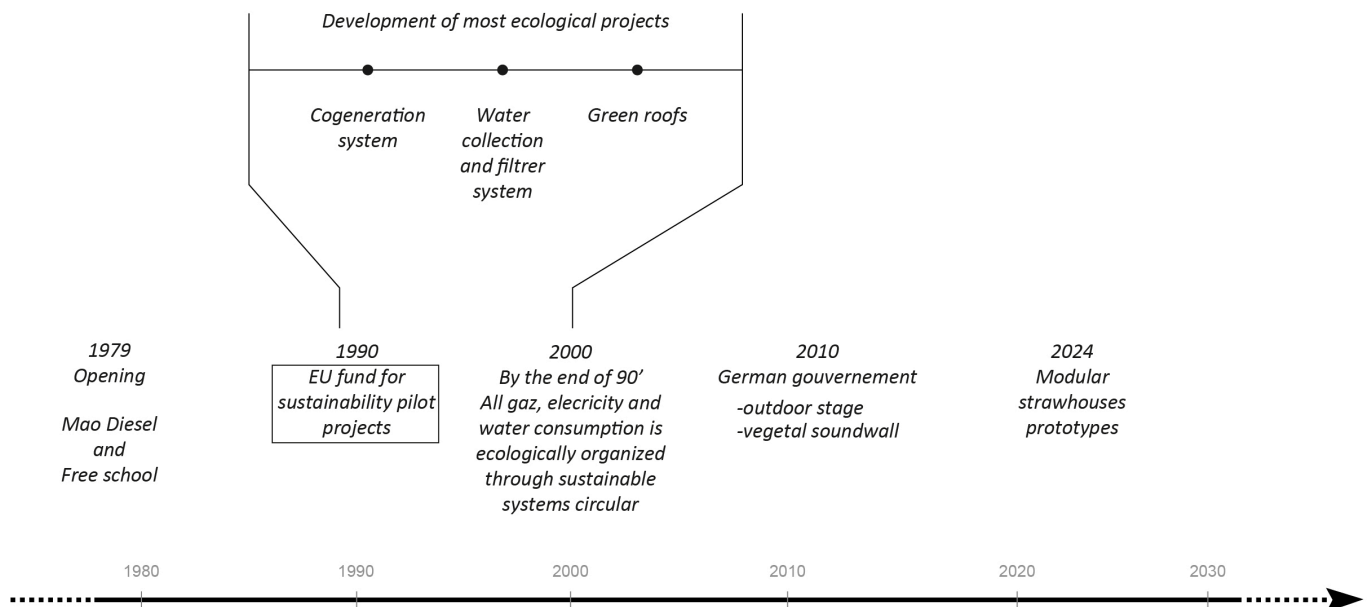 Development of most ecological projects
Cogeneration
system
Water
collection
and filtrer
system
Green roofs
1979
Opening
Mao Diesel
and
Free school
1990
EU fund for
sustainability pilot
projects
2000
By the end of 90’
All gaz, elecricity and
water consumption is
ecologically organized
through sustainable
systems circular
2010
German gouvernement
-outdoor stage
-vegetal soundwall
2024
Modular
strawhouses
prototypes
1980
1990
2000
2010
2020
2030